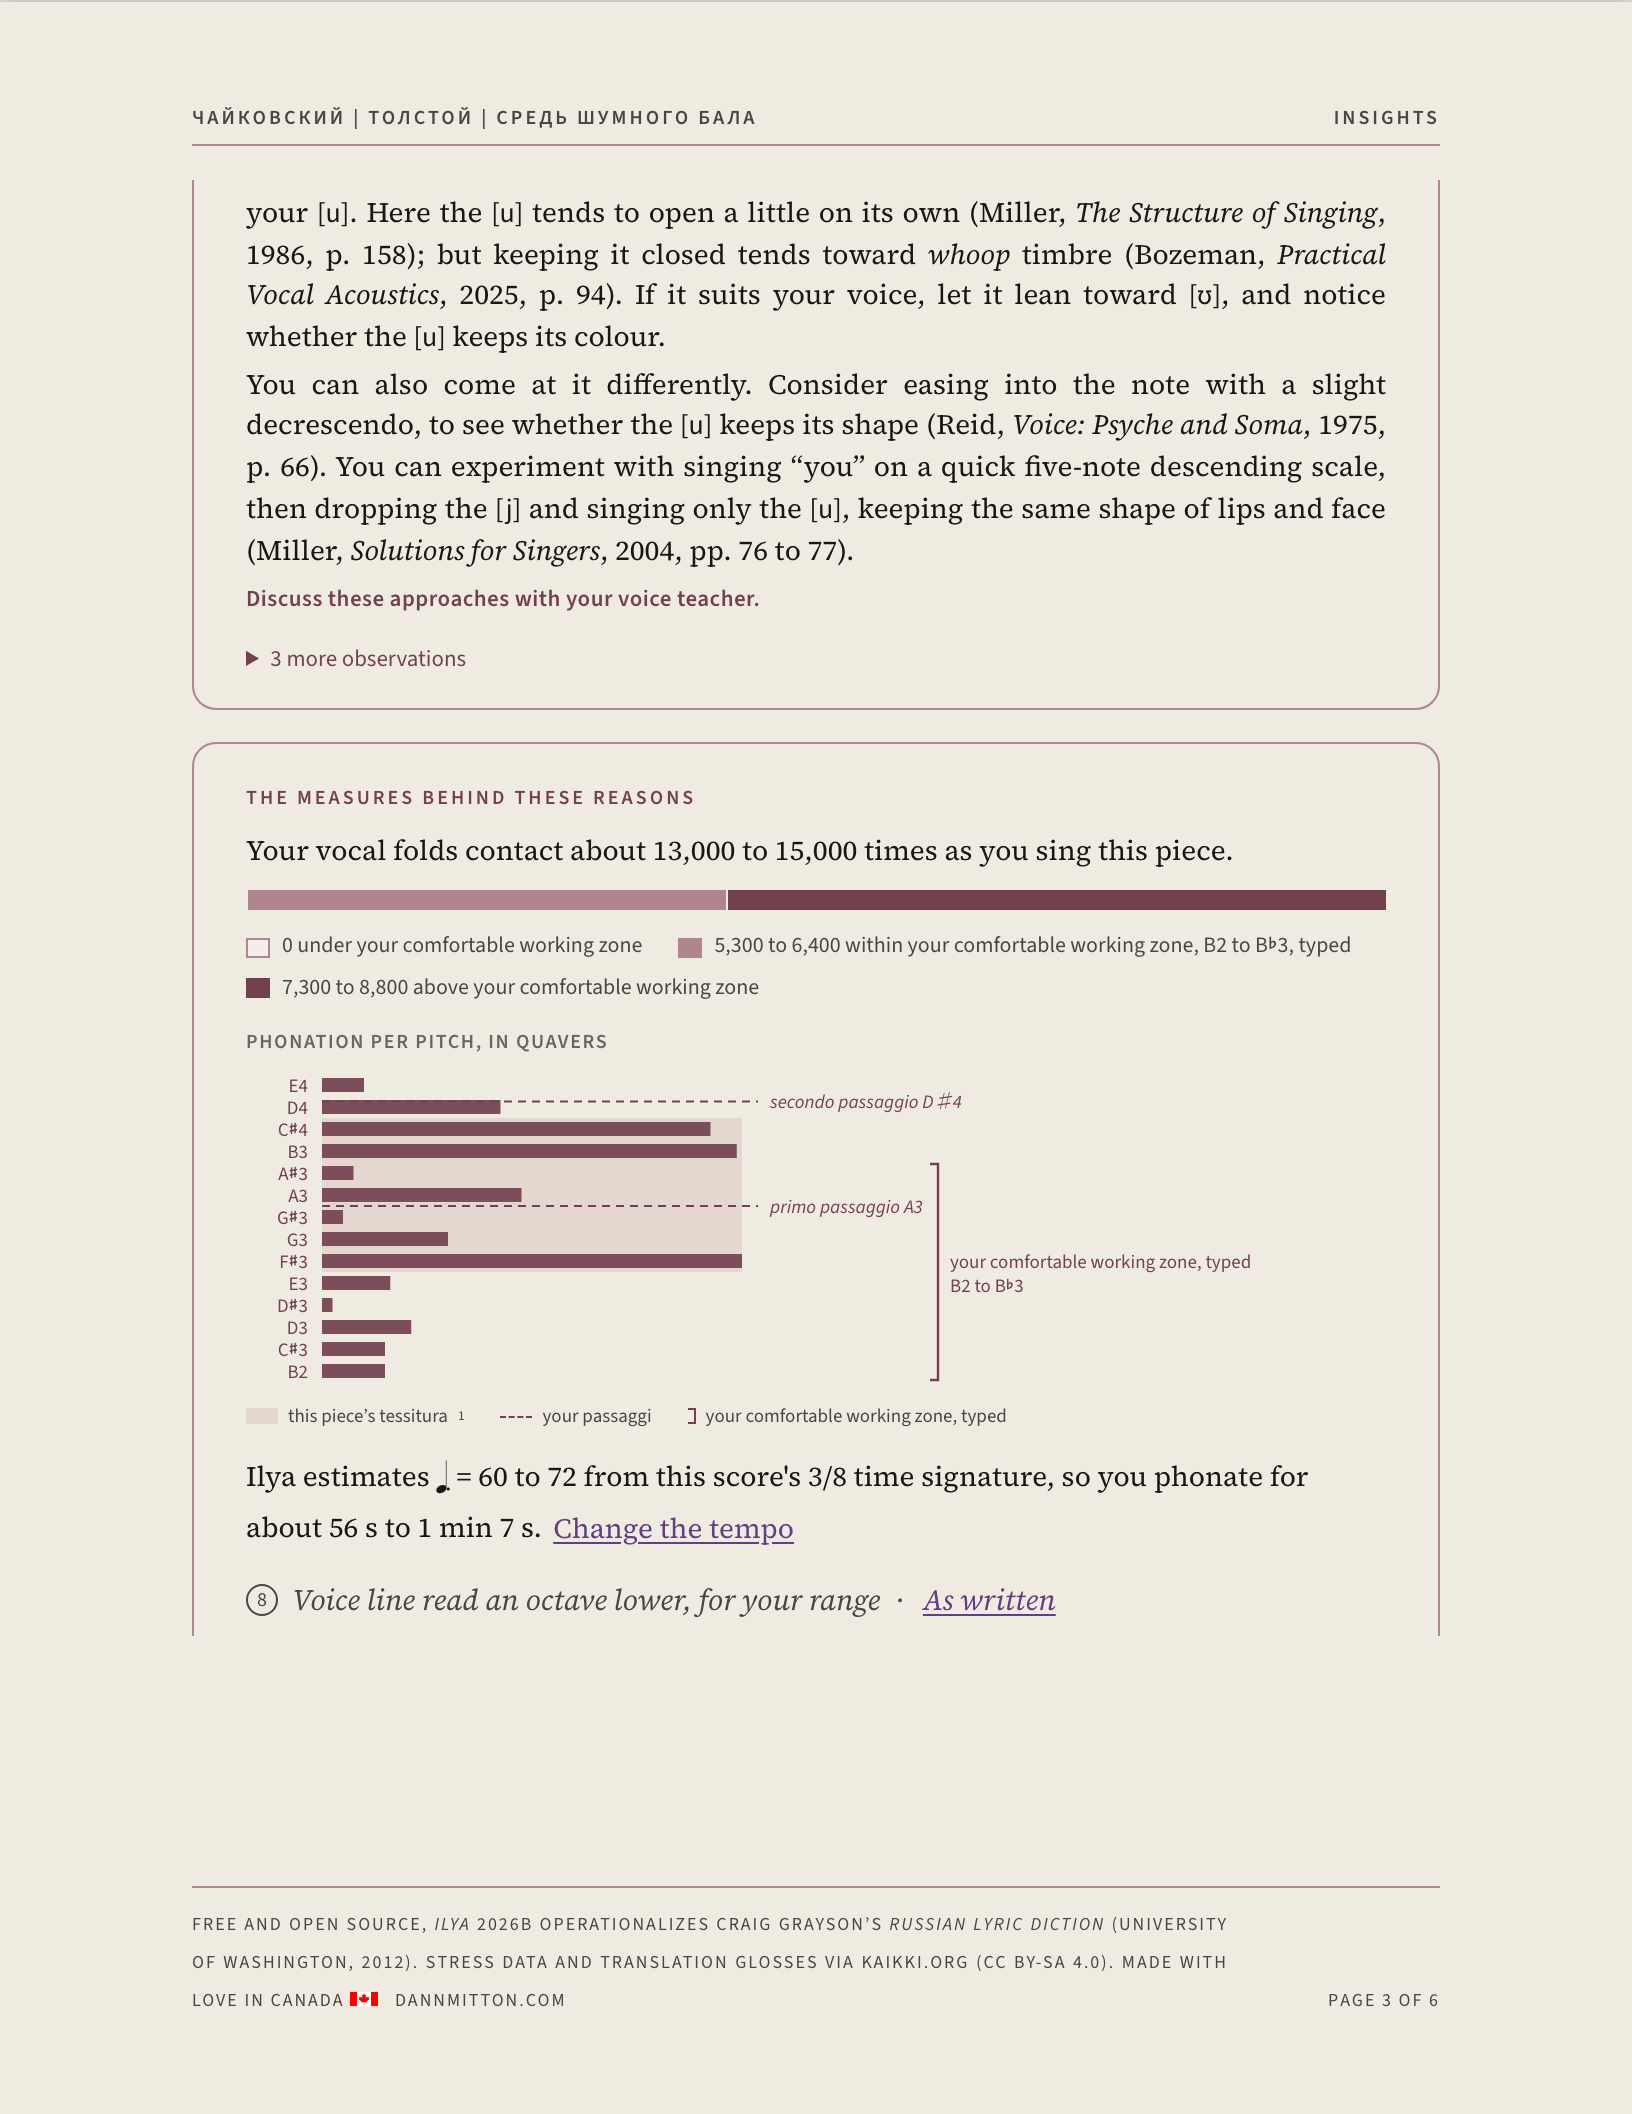 ЧАЙКОВСКИЙ | ТОЛСТОЙ | СРЕДЬ ШУМНОГО БАЛА
INSIGHTS
your [u]. Here the [u] tends to open a little on its own (Miller, The Structure of Singing,
1986, p. 158); but keeping it closed tends toward whoop timbre (Bozeman, Practical
Vocal Acoustics, 2025, p. 94). If it suits your voice, let it lean toward [ʊ], and notice
whether the [u] keeps its colour.
You can also come at it differently. Consider easing into the note with a slight
decrescendo, to see whether the [u] keeps its shape (Reid, Voice: Psyche and Soma, 1975,
p. 66). You can experiment with singing “you” on a quick five-note descending scale,
then dropping the [j] and singing only the [u], keeping the same shape of lips and face
(Miller, Solutions for Singers, 2004, pp. 76 to 77).
Discuss these approaches with your voice teacher.
▶ 3 more observations
THE MEASURES BEHIND THESE REASONS
Your vocal folds contact about 13,000 to 15,000 times as you sing this piece.
0 under your comfortable working zone
5,300 to 6,400 within your comfortable working zone, B2 to B♭3, typed
7,300 to 8,800 above your comfortable working zone
PHONATION PER PITCH, IN QUAVERS
E4
D4
secondo passaggio D♯4
C♯4
B3
A♯3
A3
primo passaggio A3
G♯3
G3
F♯3
your comfortable working zone, typed
B2 to B♭3
E3
D♯3
D3
C♯3
B2
this piece’s tessitura 1
your passaggi
your comfortable working zone, typed
Ilya estimates 𝅘𝅥. = 60 to 72 from this score's 3/8 time signature, so you phonate for
about 56 s to 1 min 7 s. Change the tempo
8 Voice line read an octave lower, for your range · As written
FREE AND OPEN SOURCE, ILYA 2026B OPERATIONALIZES CRAIG GRAYSON’S RUSSIAN LYRIC DICTION (UNIVERSITY
OF WASHINGTON, 2012). STRESS DATA AND TRANSLATION GLOSSES VIA KAIKKI.ORG (CC BY-SA 4.0). MADE WITH
LOVE IN CANADA 🇨🇦 DANNMITTON.COM
PAGE 3 OF 6